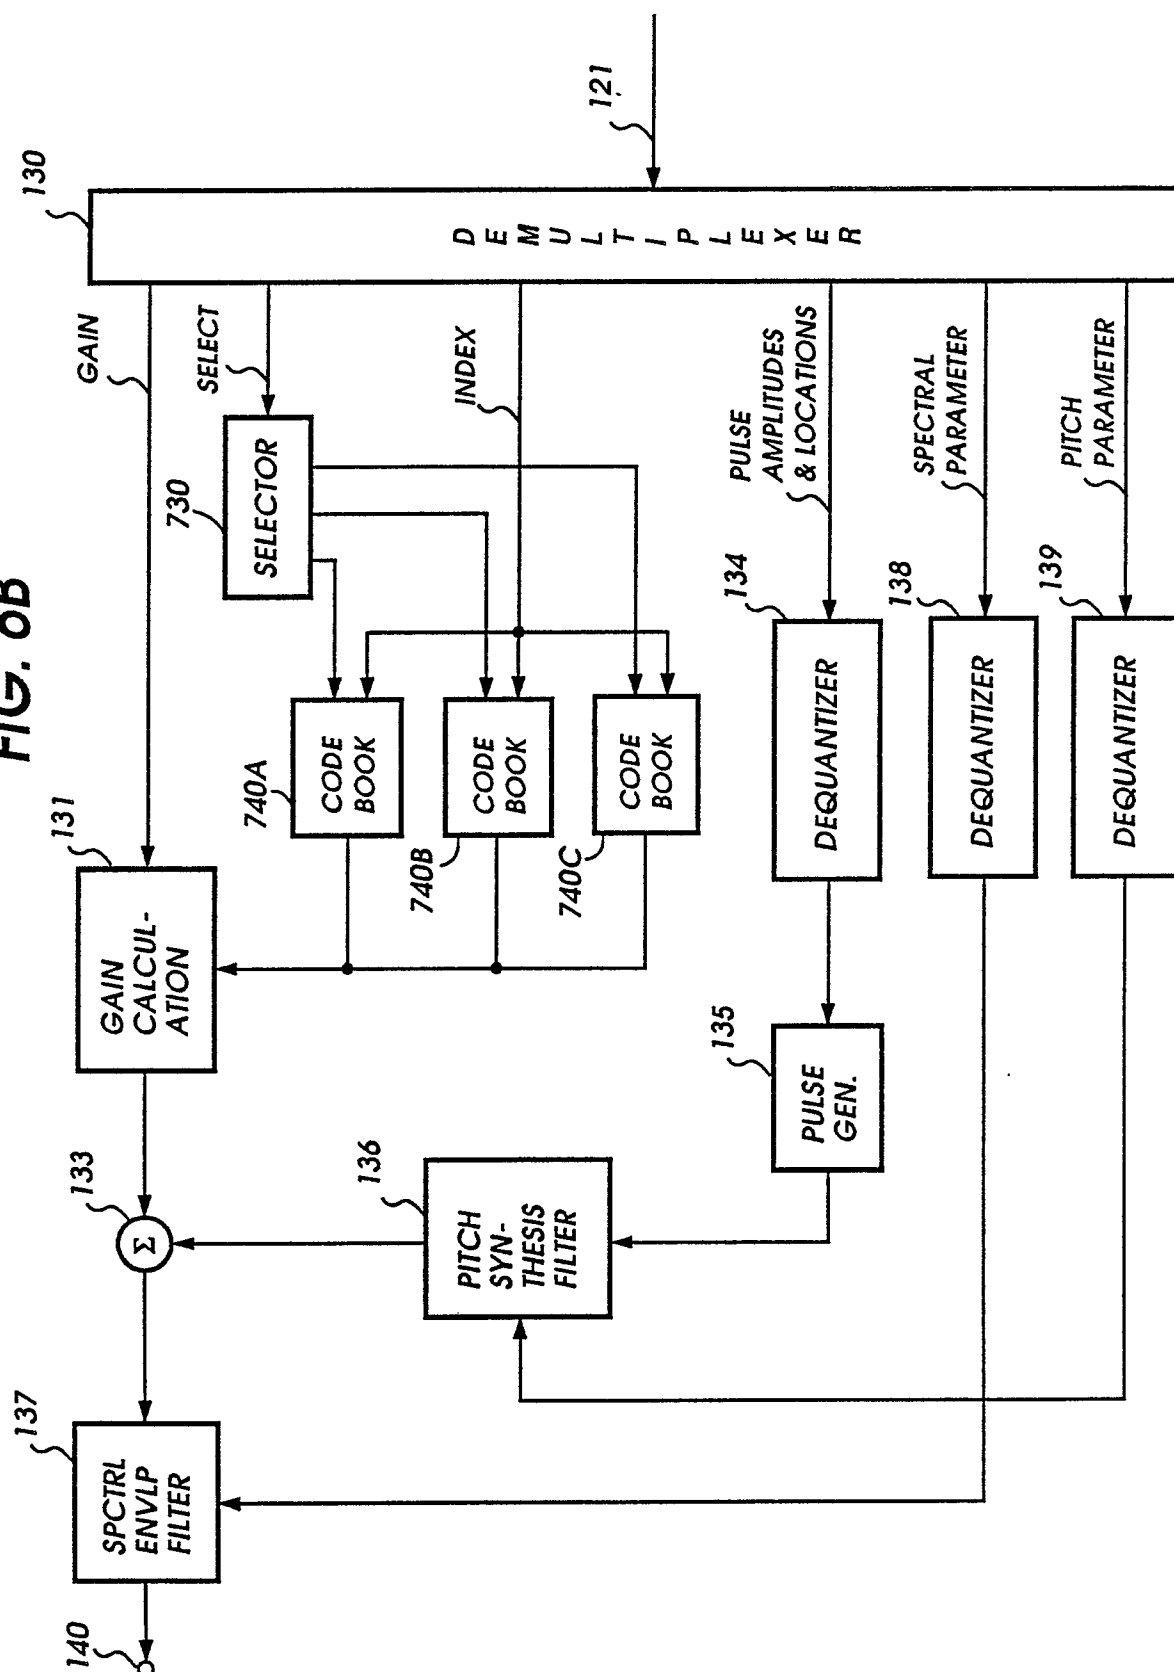 FIG. 6B
130
121
DEMULTIPLEXER
GAIN
SELECT
INDEX
PULSE
AMPLITUDES
& LOCATIONS
SPECTRAL
PARAMETER
PITCH
PARAMETER
730
SELECTOR
131
GAIN
CALCUL-
ATION
740A
CODE
BOOK
740B
CODE
BOOK
740C
CODE
BOOK
134
DEQUANTIZER
138
DEQUANTIZER
139
DEQUANTIZER
135
PULSE
GEN.
133
Σ
136
PITCH
SYN-
THESIS
FILTER
137
SPCTRL
ENVLP
FILTER
140